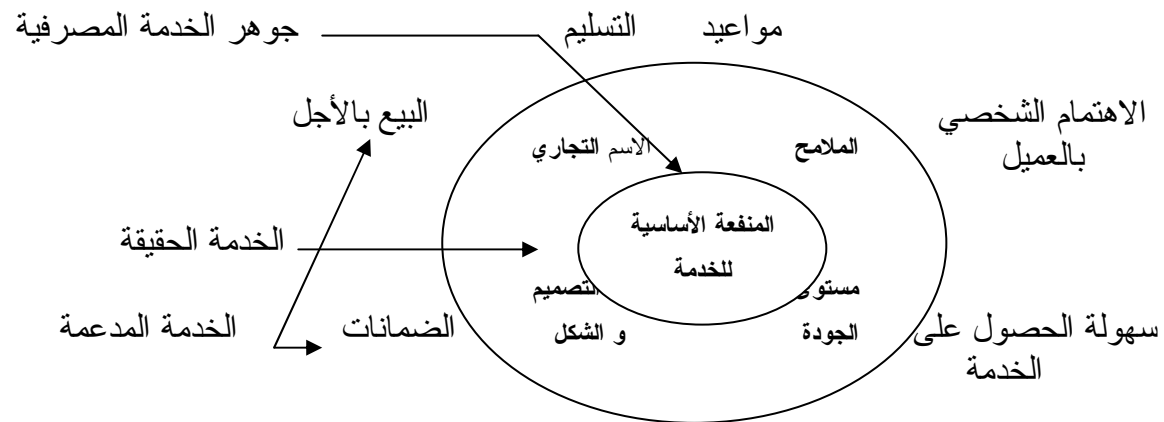 مواعيد التسليم
جوهر الخدمة المصرفية
الاهتمام الشخصي
بالعميل
البيع بالأجل
الملامح
الاسم التجاري
المنفعة الأساسية
للخدمة
الخدمة الحقيقة
مستوى
الجودة
التصميم
و الشكل
سهولة الحصول على
الخدمة
الضمانات
الخدمة المدعمة